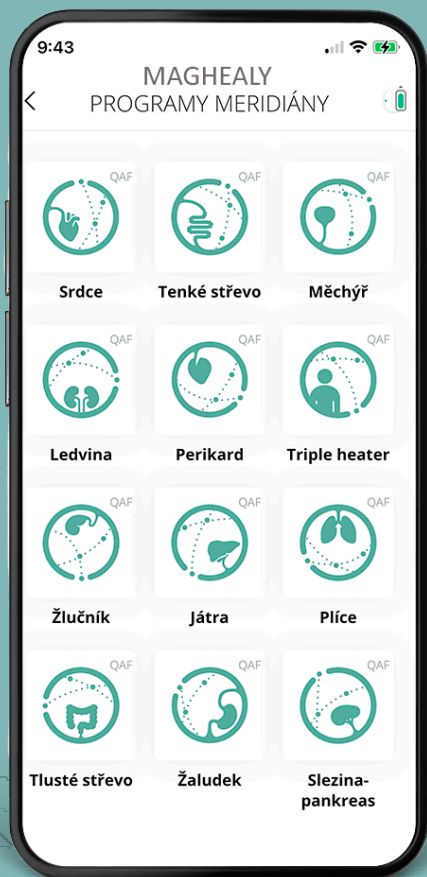 9:43
MAGHEALY
PROGRAMY MERIDIÁNY
QAF QAF QAF
Srdce Tenké střevo Měchýř
QAF QAF QAF
Ledvina Perikard Triple heater
QAF QAF QAF
Žlučník Játra Plíce
QAF QAF QAF
Tlusté střevo Žaludek Slezina-
pankreas